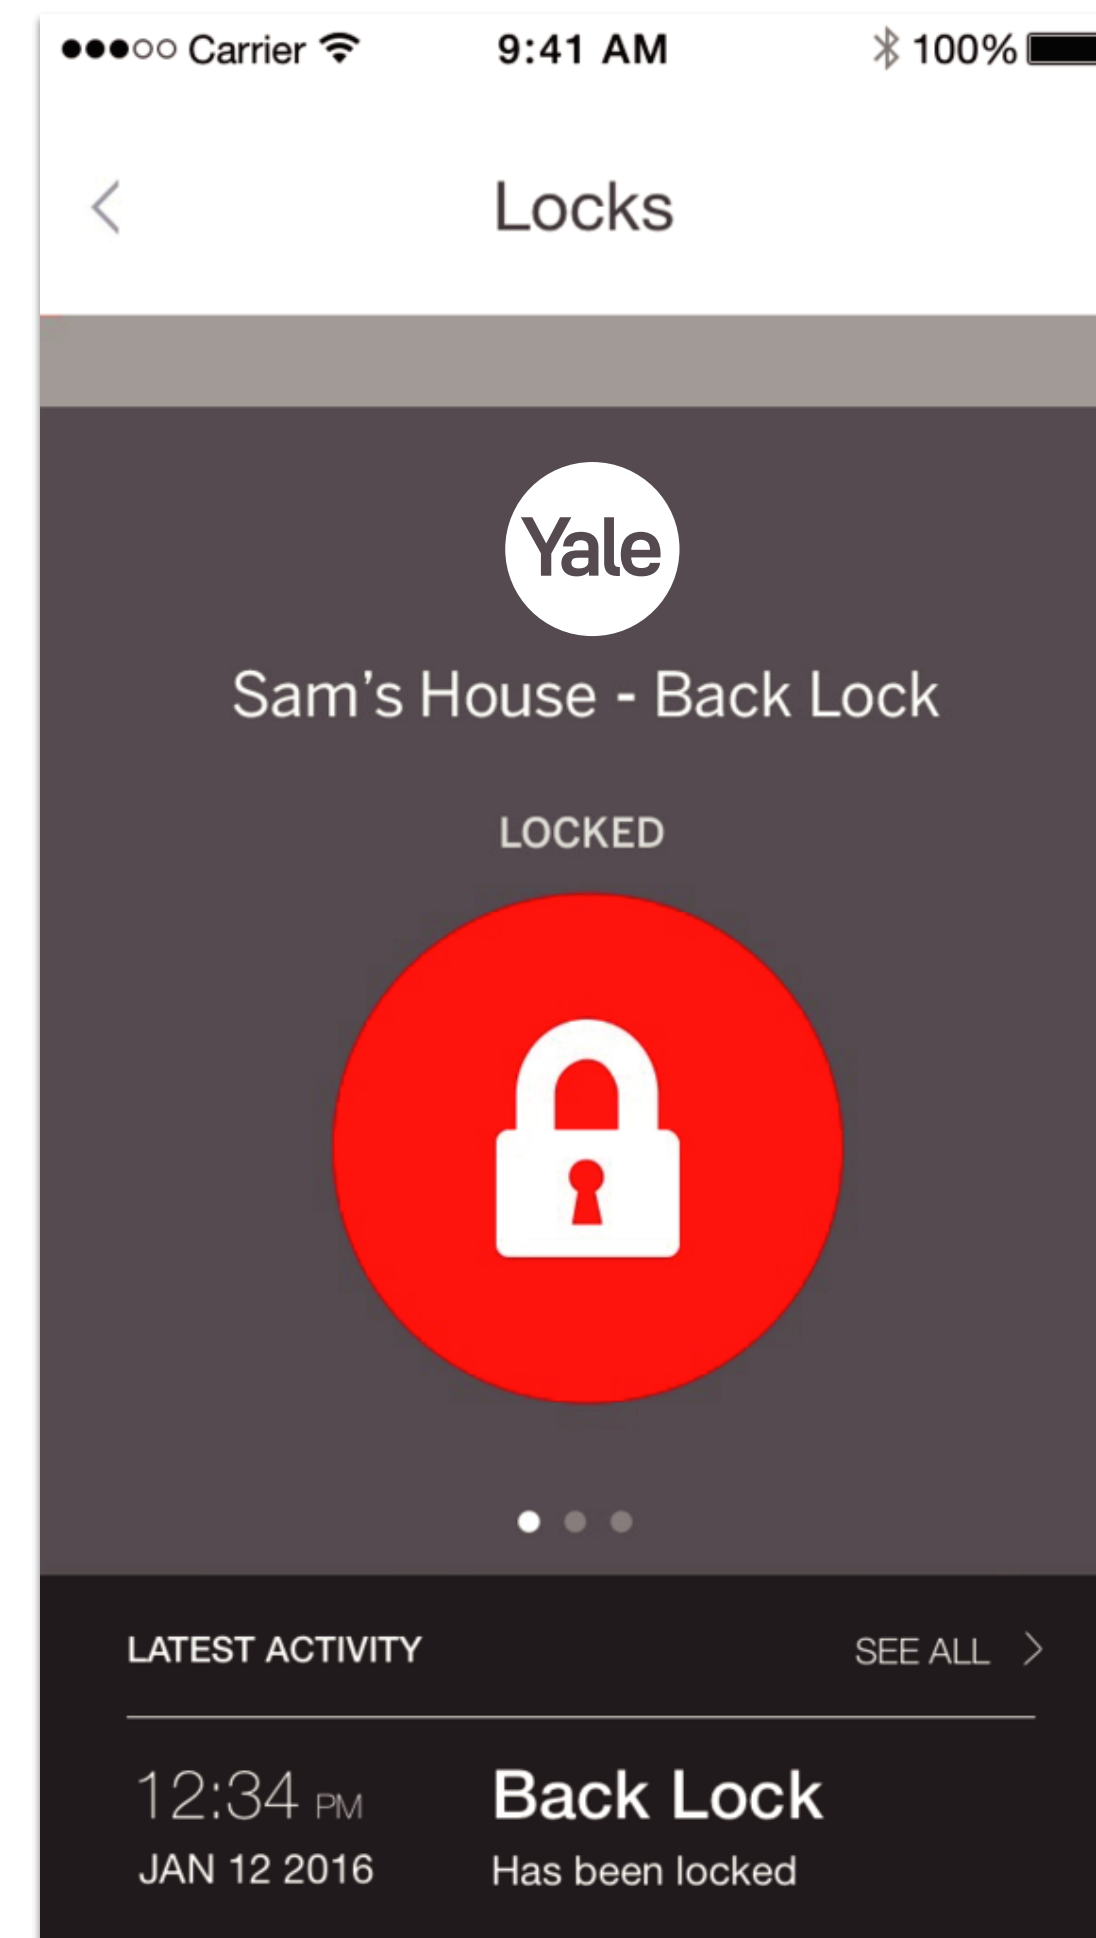 Carrier 9:41 AM 100%
Locks
Yale
Sam's House - Back Lock
LOCKED
LATEST ACTIVITY SEE ALL
12:34 PM Back Lock
JAN 12 2016 Has been locked